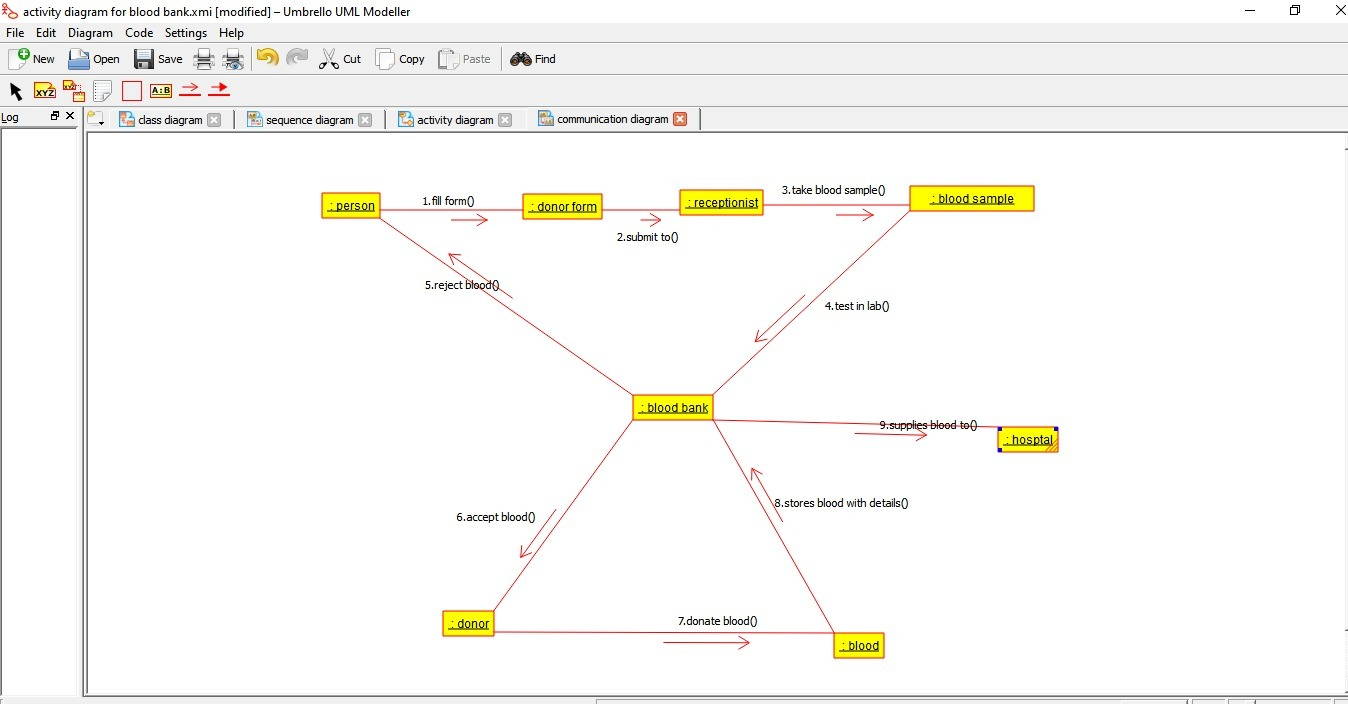 activity diagram for blood bank.xmi [modified] – Umbrello UML Modeller
File Edit Diagram Code Settings Help
New Open Save Cut Copy Paste Find
XYZ XYZ A:B
Log
class diagram sequence diagram activity diagram communication diagram
: person
1.fill form()
: donor form
2.submit to()
: receptionist
3.take blood sample()
: blood sample
5.reject blood()
4.test in lab()
: blood bank
9.supplies blood to()
: hosptal
8.stores blood with details()
6.accept blood()
: donor
7.donate blood()
: blood